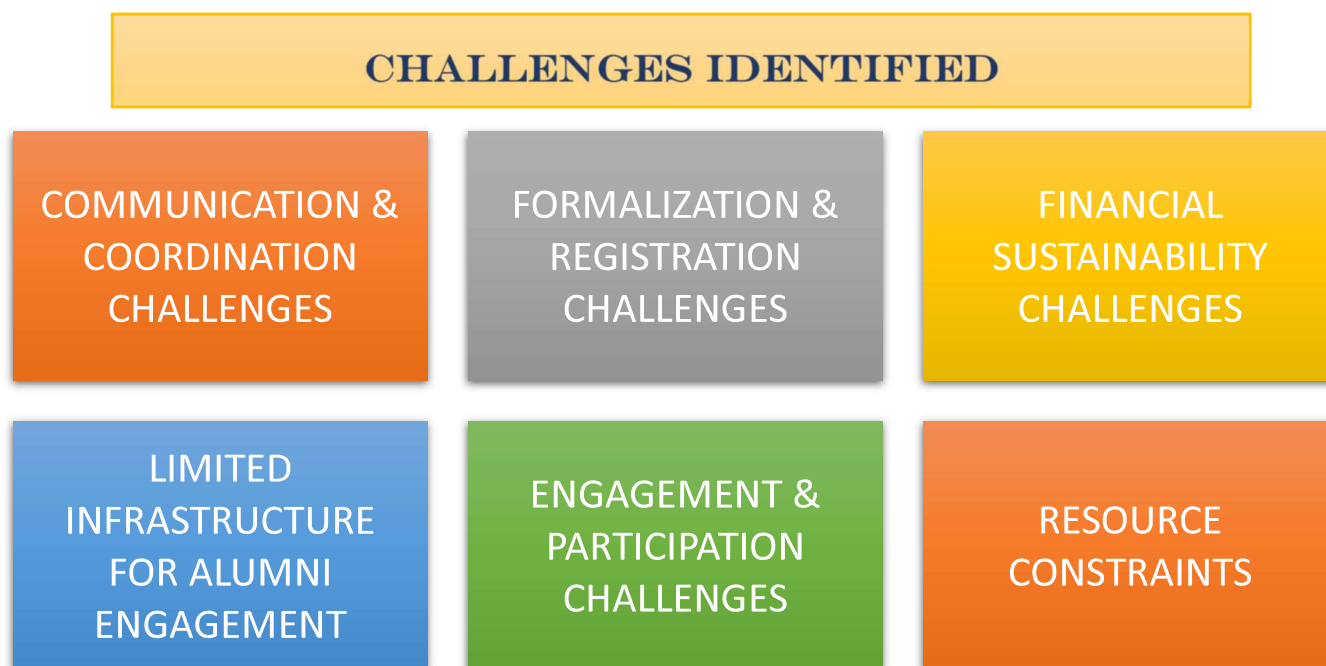 CHALLENGES IDENTIFIED
COMMUNICATION &
COORDINATION
CHALLENGES
FORMALIZATION &
REGISTRATION
CHALLENGES
FINANCIAL
SUSTAINABILITY
CHALLENGES
LIMITED
INFRASTRUCTURE
FOR ALUMNI
ENGAGEMENT
ENGAGEMENT &
PARTICIPATION
CHALLENGES
RESOURCE
CONSTRAINTS